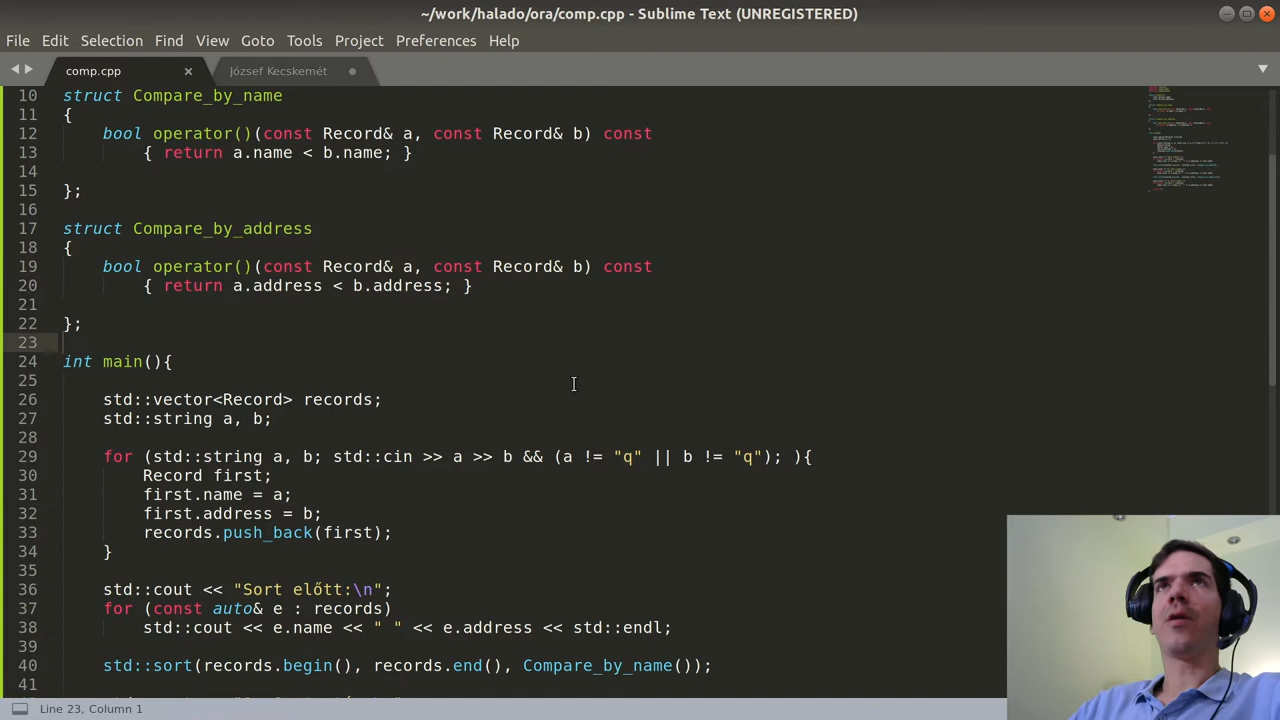 ~/work/halado/ora/comp.cpp - Sublime Text (UNREGISTERED)
File Edit Selection Find View Goto Tools Project Preferences Help
comp.cpp × József Kecskemét
10 struct Compare_by_name
11 {
12     bool operator()(const Record& a, const Record& b) const
13         { return a.name < b.name; }
14
15 };
16
17 struct Compare_by_address
18 {
19     bool operator()(const Record& a, const Record& b) const
20         { return a.address < b.address; }
21
22 };
23
24 int main(){
25
26     std::vector<Record> records;
27     std::string a, b;
28
29     for (std::string a, b; std::cin >> a >> b && (a != "q" || b != "q"); ){
30         Record first;
31         first.name = a;
32         first.address = b;
33         records.push_back(first);
34     }
35
36     std::cout << "Sort előtt:\n";
37     for (const auto& e : records)
38         std::cout << e.name << " " << e.address << std::endl;
39
40     std::sort(records.begin(), records.end(), Compare_by_name());
41
Line 23, Column 1